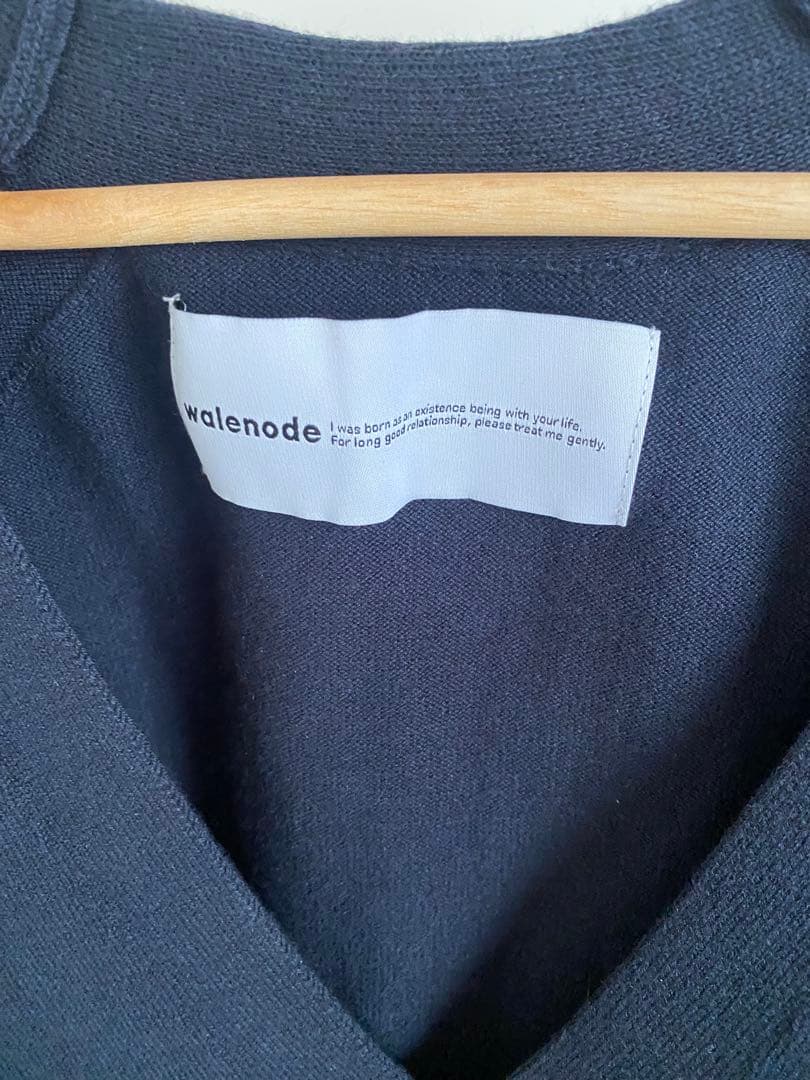 walenode
I was born as an existence being with your life.
For long good relationship, please treat me gently.